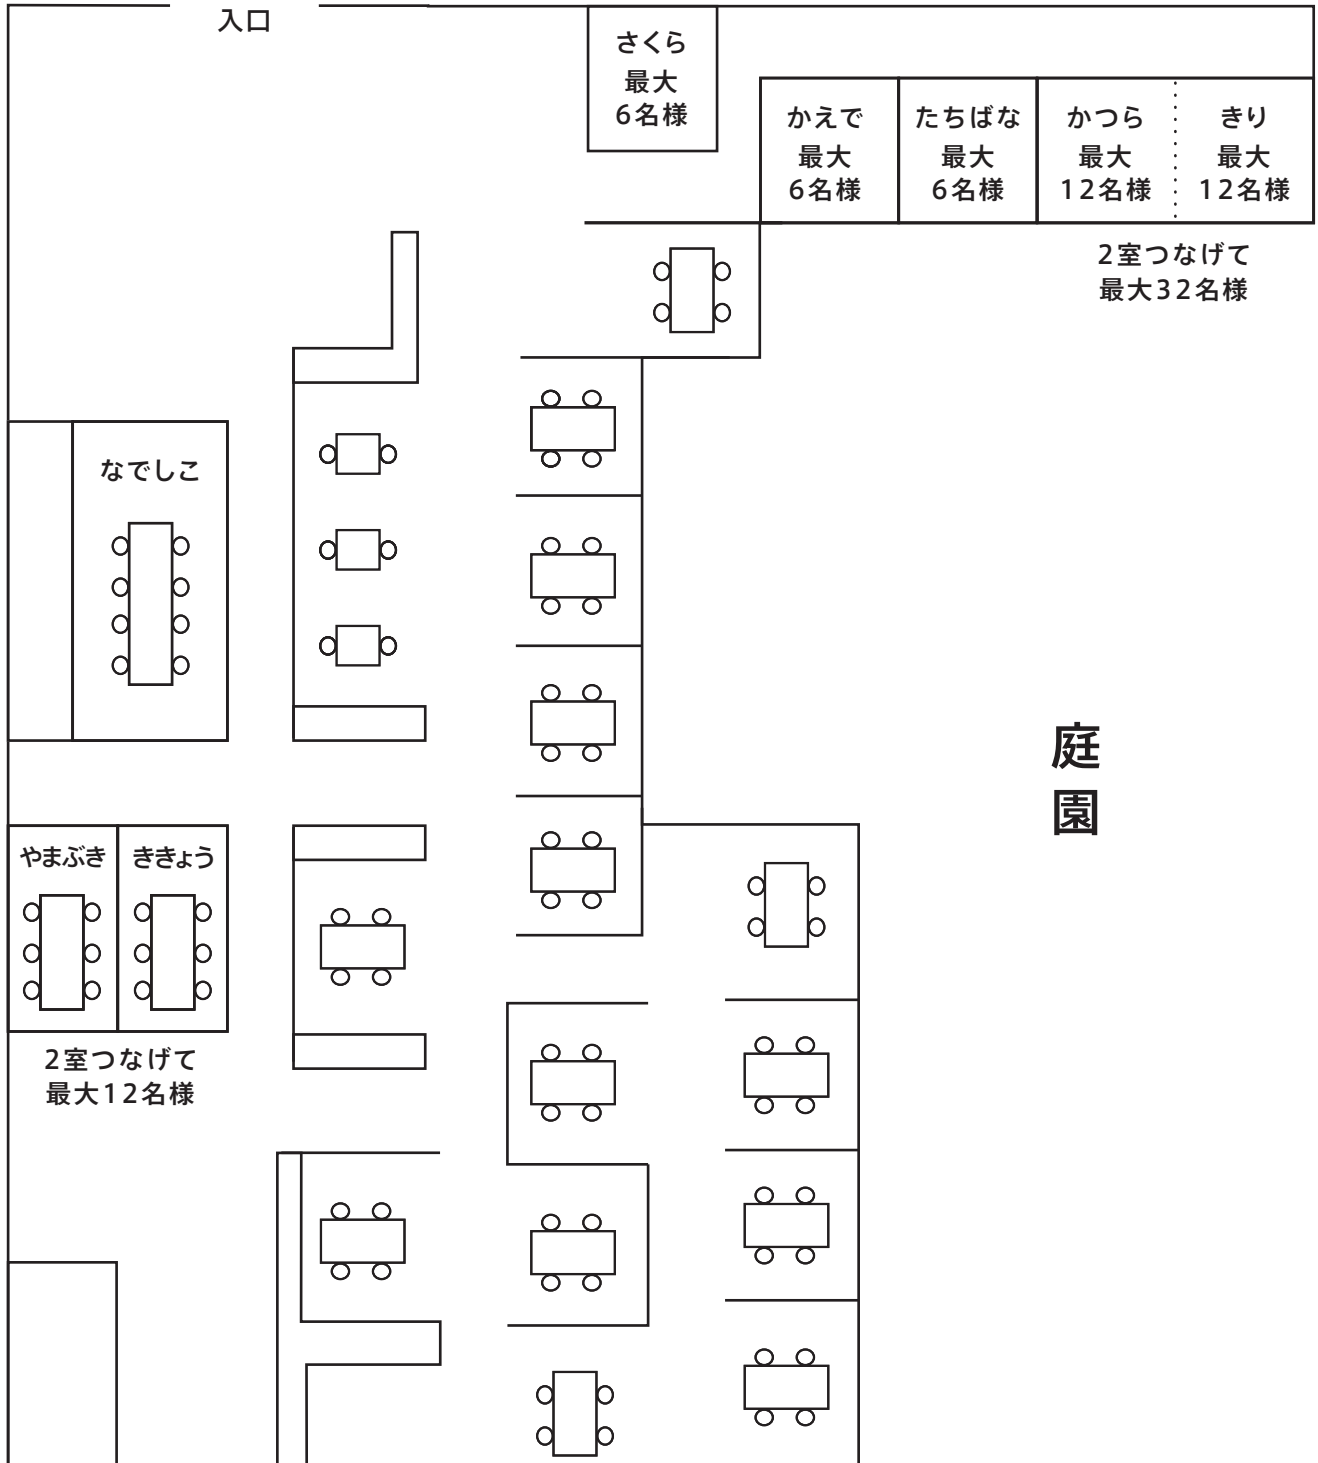 入口
さくら
最大
6名様
かえで
最大
6名様
たちばな
最大
6名様
かつら
最大
12名様
きり
最大
12名様
2室つなげて
最大32名様
なでしこ
庭
園
やまぶき
ききょう
2室つなげて
最大12名様